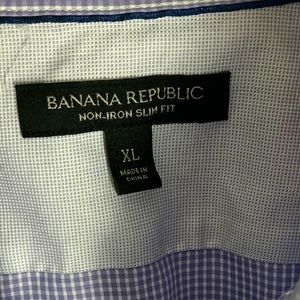 BANANA REPUBLIC
NON-IRON SLIM FIT
XL
MADE IN
CHINA